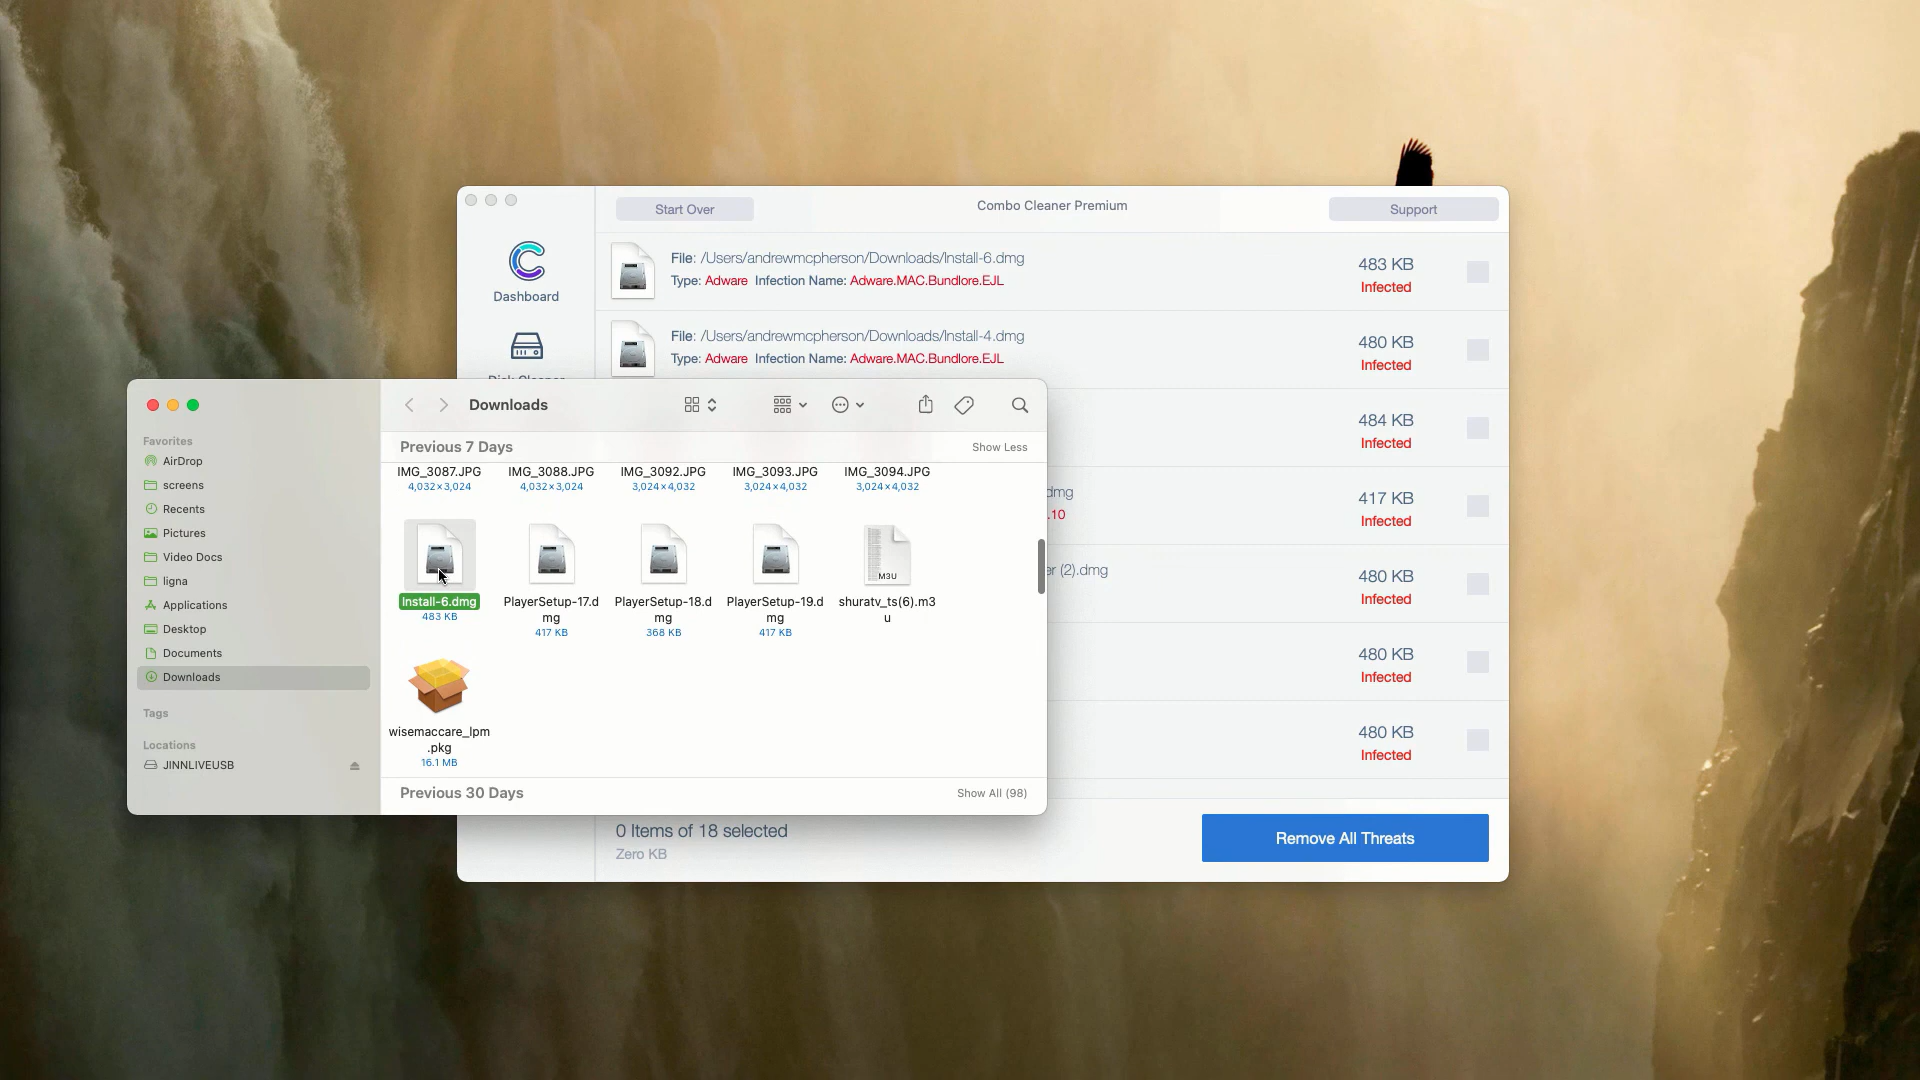 Start Over
Combo Cleaner Premium
Support
Dashboard
File: /Users/andrewmcpherson/Downloads/Install-6.dmg
Type: Adware Infection Name: Adware.MAC.Bundlore.EJL
483 KB
Infected
File: /Users/andrewmcpherson/Downloads/Install-4.dmg
Type: Adware Infection Name: Adware.MAC.Bundlore.EJL
480 KB
Infected
484 KB
Infected
dmg
.10
417 KB
Infected
er (2).dmg
480 KB
Infected
480 KB
Infected
480 KB
Infected
0 Items of 18 selected
Zero KB
Remove All Threats
Favorites
AirDrop
screens
Recents
Pictures
Video Docs
ligna
Applications
Desktop
Documents
Downloads
Tags
Locations
JINNLIVEUSB
Downloads
Previous 7 Days
Show Less
IMG_3087.JPG
4,032×3,024
IMG_3088.JPG
4,032×3,024
IMG_3092.JPG
3,024×4,032
IMG_3093.JPG
3,024×4,032
IMG_3094.JPG
3,024×4,032
Install-6.dmg
483 KB
PlayerSetup-17.d
mg
417 KB
PlayerSetup-18.d
mg
368 KB
PlayerSetup-19.d
mg
417 KB
M3U
shuratv_ts(6).m3
u
wisemaccare_lpm
.pkg
16.1 MB
Previous 30 Days
Show All (98)